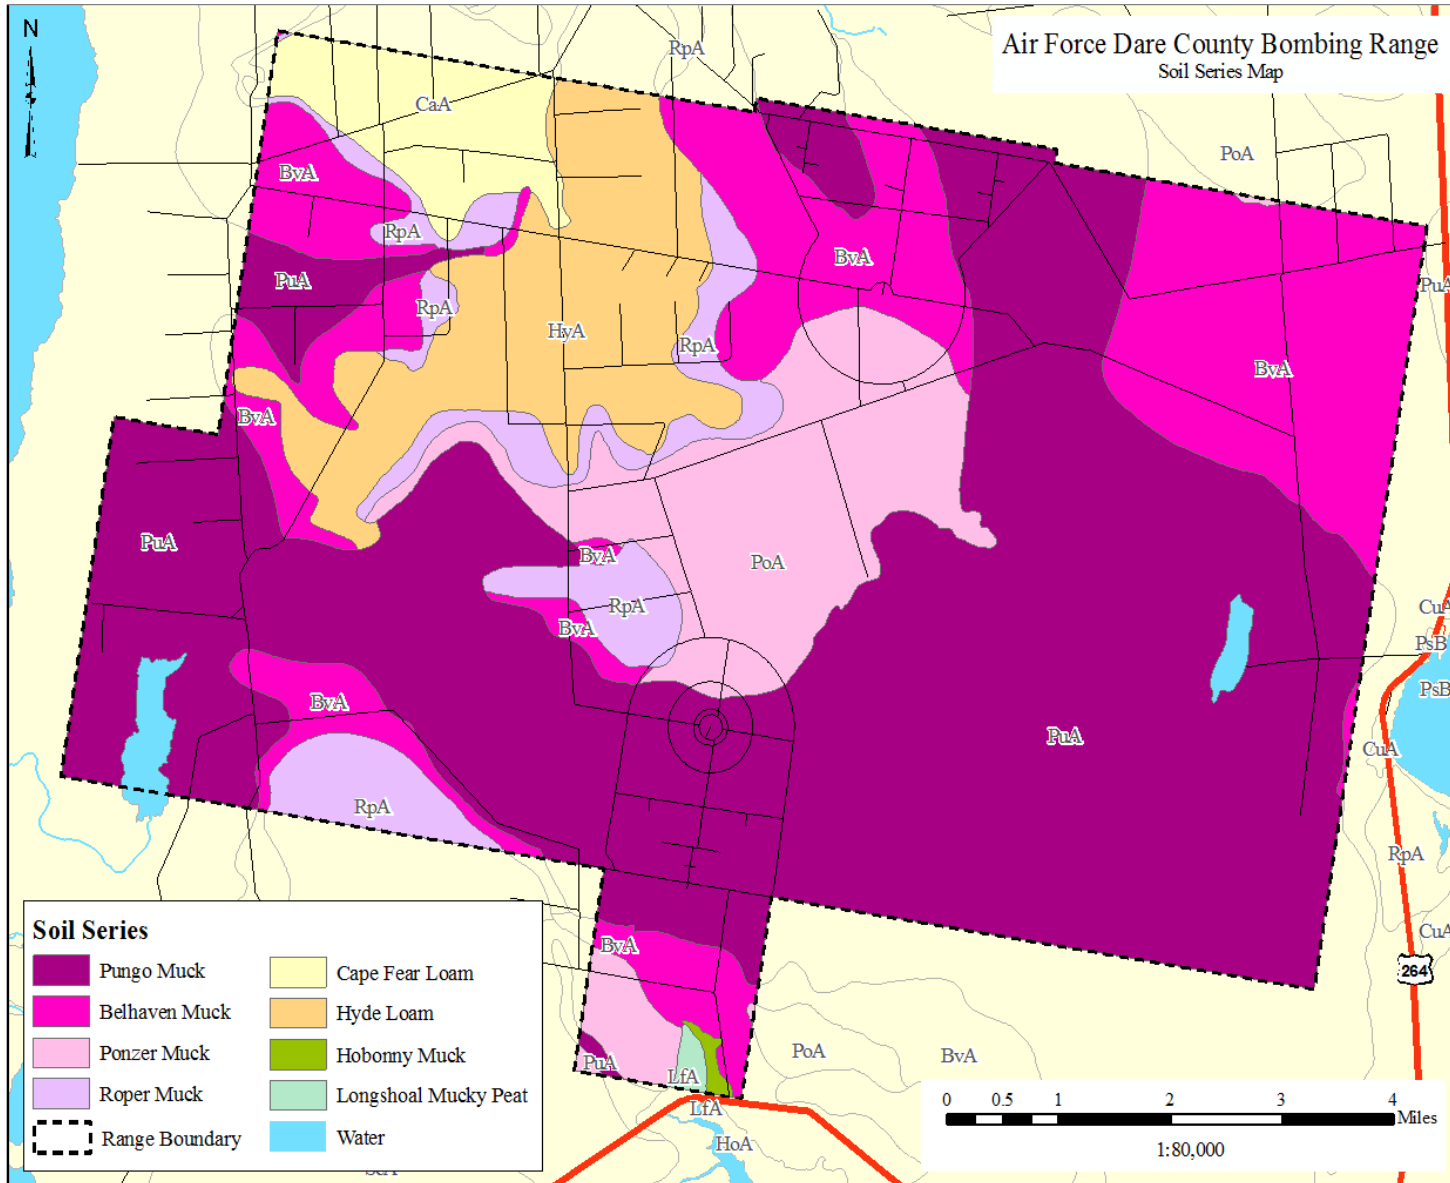 N
Air Force Dare County Bombing Range
Soil Series Map
RpA
CaA
PoA
BvA
RpA
BvA
PuA
PuA
RpA
HyA
RpA
BvA
BvA
PuA
BvA
PoA
RpA
BvA
CuA
PsB
PsB
BvA
PuA
CuA
RpA
RpA
CuA
BvA
264
PuA
LfA
PoA
BvA
LfA
HoA
Soil Series
Pungo Muck
Belhaven Muck
Ponzer Muck
Roper Muck
Range Boundary
Cape Fear Loam
Hyde Loam
Hobonny Muck
Longshoal Mucky Peat
Water
0 0.5 1 2 3 4
Miles
1:80,000